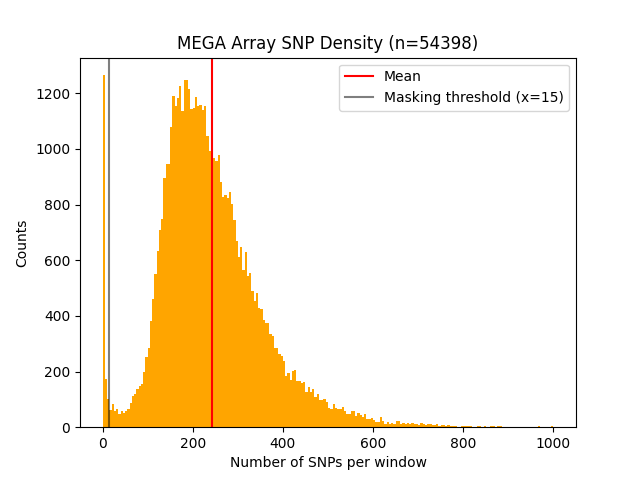 MEGA Array SNP Density (n=54398)
Mean
Masking threshold (x=15)
Counts
1200
1000
800
600
400
200
0
0 200 400 600 800 1000
Number of SNPs per window